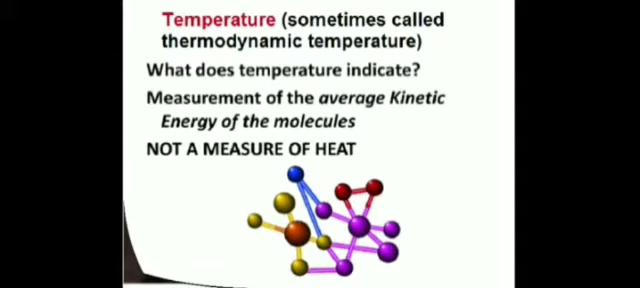 Temperature (sometimes called
thermodynamic temperature)
What does temperature indicate?
Measurement of the average Kinetic
Energy of the molecules
NOT A MEASURE OF HEAT